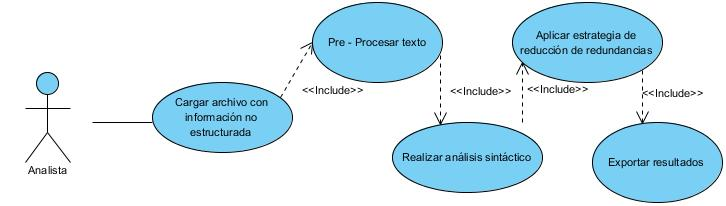 Analista
Cargar archivo con
información no
estructurada
<<Include>>
Pre - Procesar texto
<<Include>>
Realizar análisis sintáctico
<<Include>>
Aplicar estrategia de
reducción de redundancias
<<Include>>
Exportar resultados